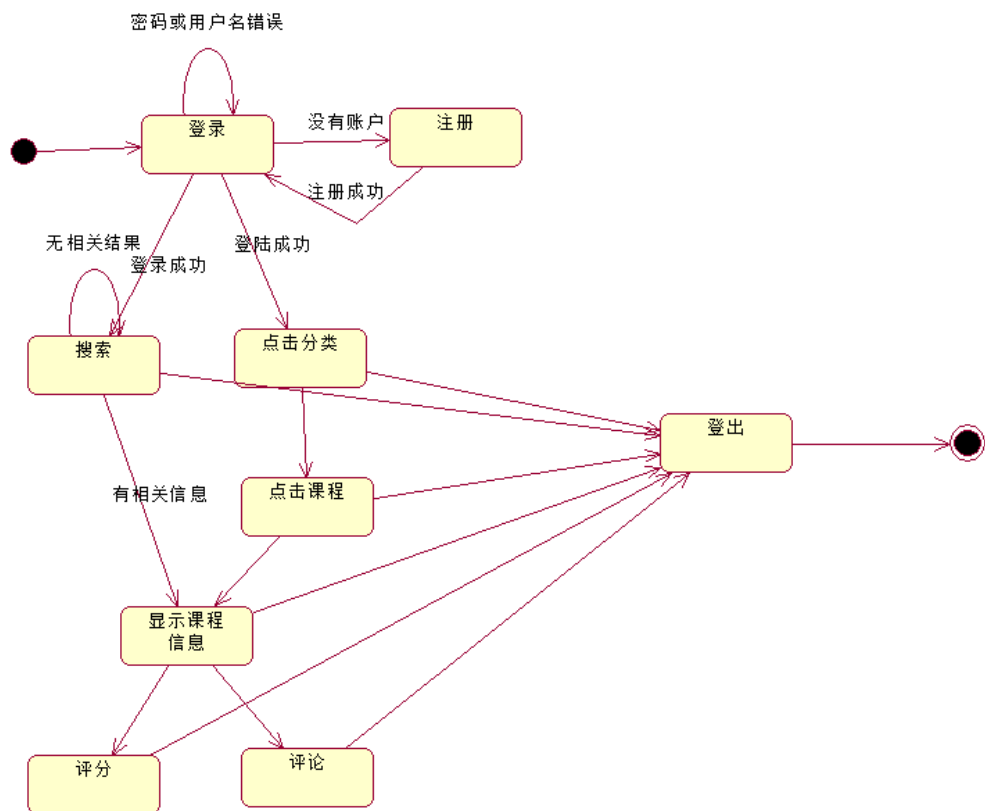 密码或用户名错误
登录
没有账户
注册
注册成功
无相关结果
登录成功
登陆成功
搜索
点击分类
登出
有相关信息
点击课程
显示课程
信息
评分
评论